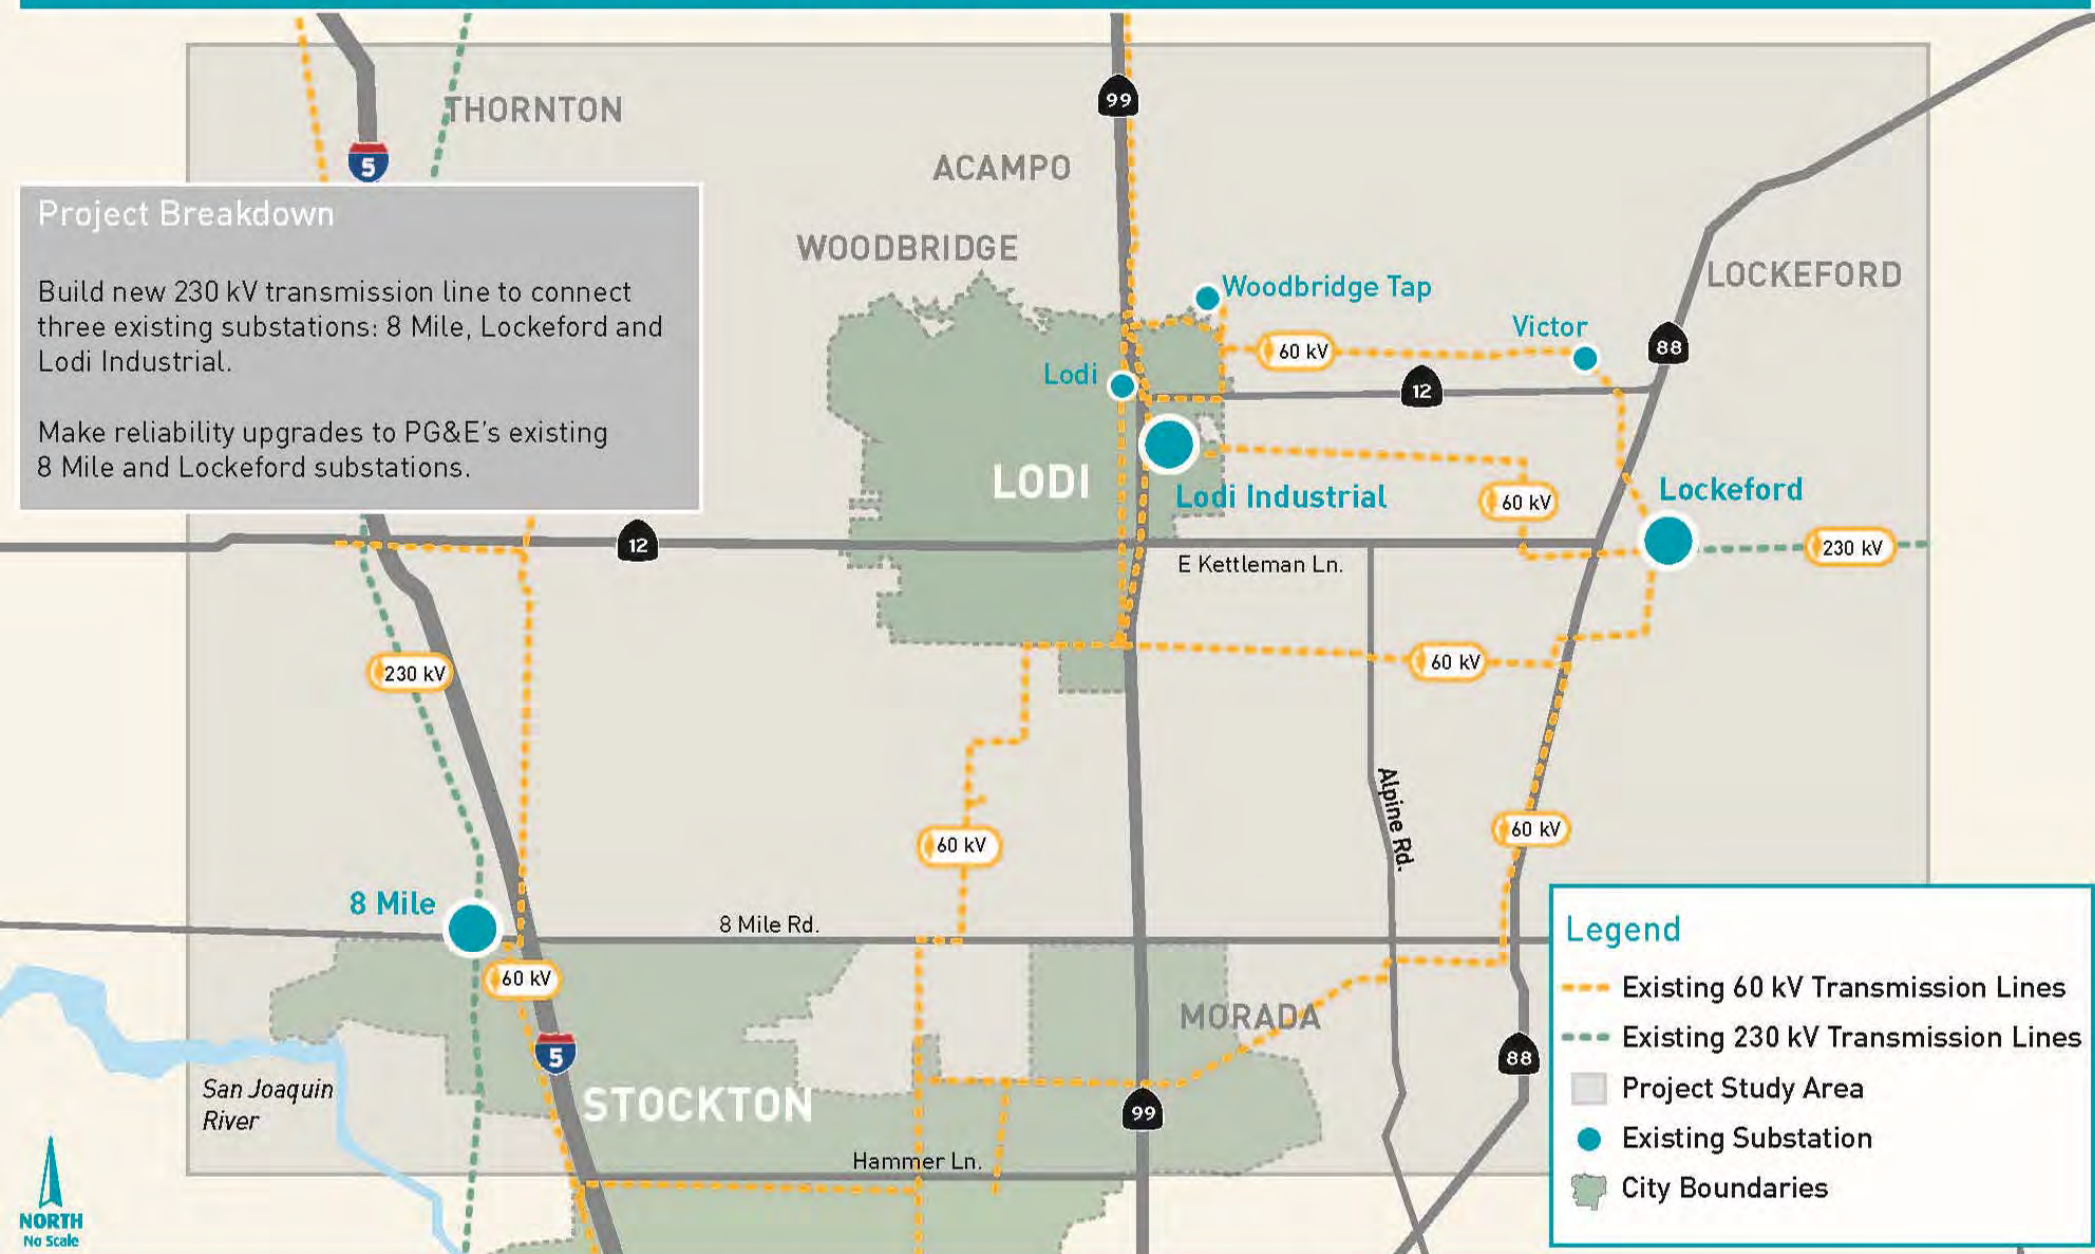 THORNTON
99
5
ACAMPO
Project Breakdown
Build new 230 kV transmission line to connect
three existing substations: 8 Mile, Lockeford and
Lodi Industrial.
Make reliability upgrades to PG&E's existing
8 Mile and Lockeford substations.
WOODBRIDGE
LOCKEFORD
Woodbridge Tap
Victor
88
60 kV
Lodi
12
LODI
Lodi Industrial
60 kV
Lockeford
12
230 kV
E Kettleman Ln.
60 kV
230 kV
Alpine Rd.
60 kV
60 kV
8 Mile
8 Mile Rd.
60 kV
MORADA
5
88
San Joaquin
River
STOCKTON
99
Hammer Ln.
NORTH
No Scale
Legend
Existing 60 kV Transmission Lines
Existing 230 kV Transmission Lines
Project Study Area
Existing Substation
City Boundaries